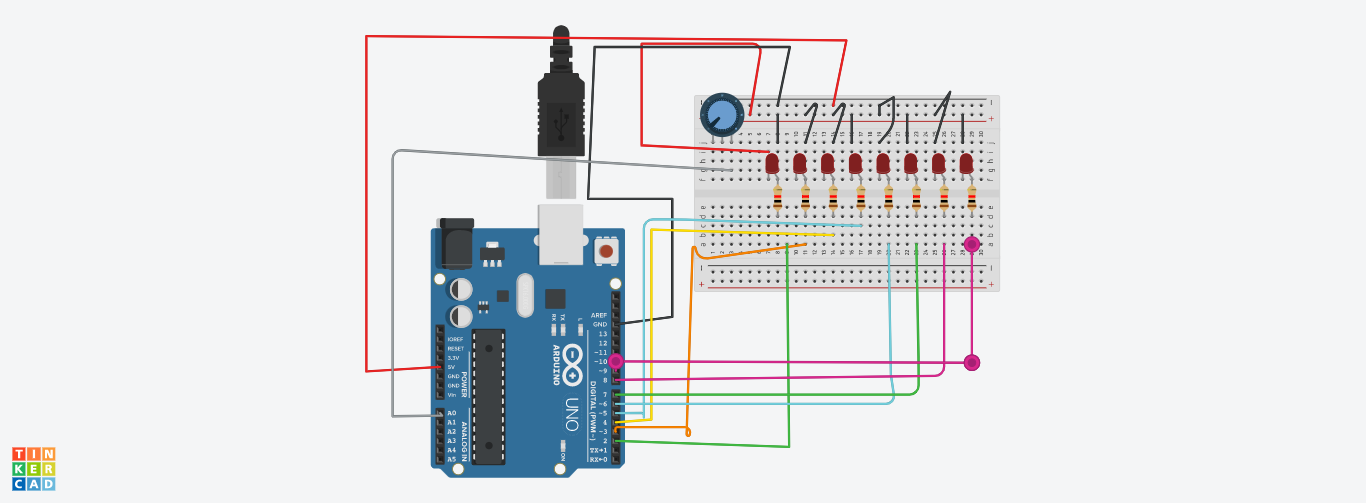 IOREF
RESET
3.3V
5V
GND
GND
Vin
POWER
A0
A1
A2
A3
A4
A5
ANALOG IN
RX
TX
L
ARDUINO
UNO
ON
DIGITAL (PWM~)
AREF
GND
13
12
~11
~10
~9
8
7
~6
~5
4
~3
2
TX→1
RX←0
TIN
KER
CAD